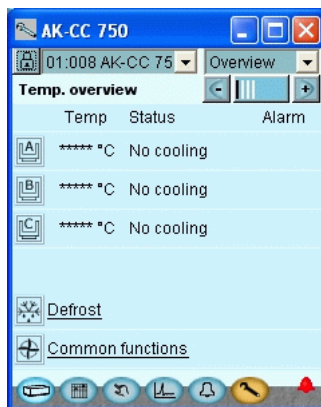 AK-CC 750
01:008 AK-CC 75 Overview
Temp. overview
Temp Status Alarm
A ***** °C No cooling
B ***** °C No cooling
C ***** °C No cooling
Defrost
Common functions